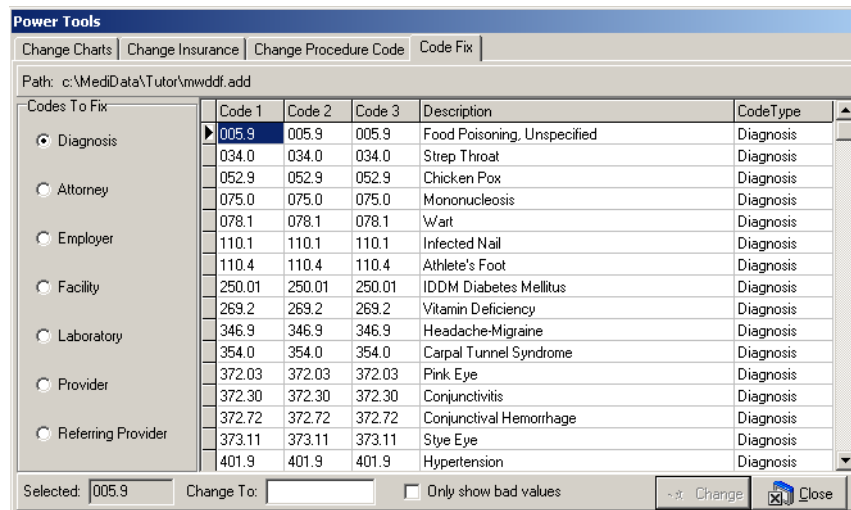 Power Tools
Change Charts Change Insurance Change Procedure Code Code Fix
Path: c:\MediData\Tutor\mwddf.add
Codes To Fix
Diagnosis
Attorney
Employer
Facility
Laboratory
Provider
Referring Provider
Code 1 Code 2 Code 3 Description CodeType
005.9 005.9 005.9 Food Poisoning, Unspecified Diagnosis
034.0 034.0 034.0 Strep Throat Diagnosis
052.9 052.9 052.9 Chicken Pox Diagnosis
075.0 075.0 075.0 Mononucleosis Diagnosis
078.1 078.1 078.1 Wart Diagnosis
110.1 110.1 110.1 Infected Nail Diagnosis
110.4 110.4 110.4 Athlete's Foot Diagnosis
250.01 250.01 250.01 IDDM Diabetes Mellitus Diagnosis
269.2 269.2 269.2 Vitamin Deficiency Diagnosis
346.9 346.9 346.9 Headache-Migraine Diagnosis
354.0 354.0 354.0 Carpal Tunnel Syndrome Diagnosis
372.03 372.03 372.03 Pink Eye Diagnosis
372.30 372.30 372.30 Conjunctivitis Diagnosis
372.72 372.72 372.72 Conjunctival Hemorrhage Diagnosis
373.11 373.11 373.11 Stye Eye Diagnosis
401.9 401.9 401.9 Hypertension Diagnosis
Selected: 005.9 Change To: Only show bad values Change Close